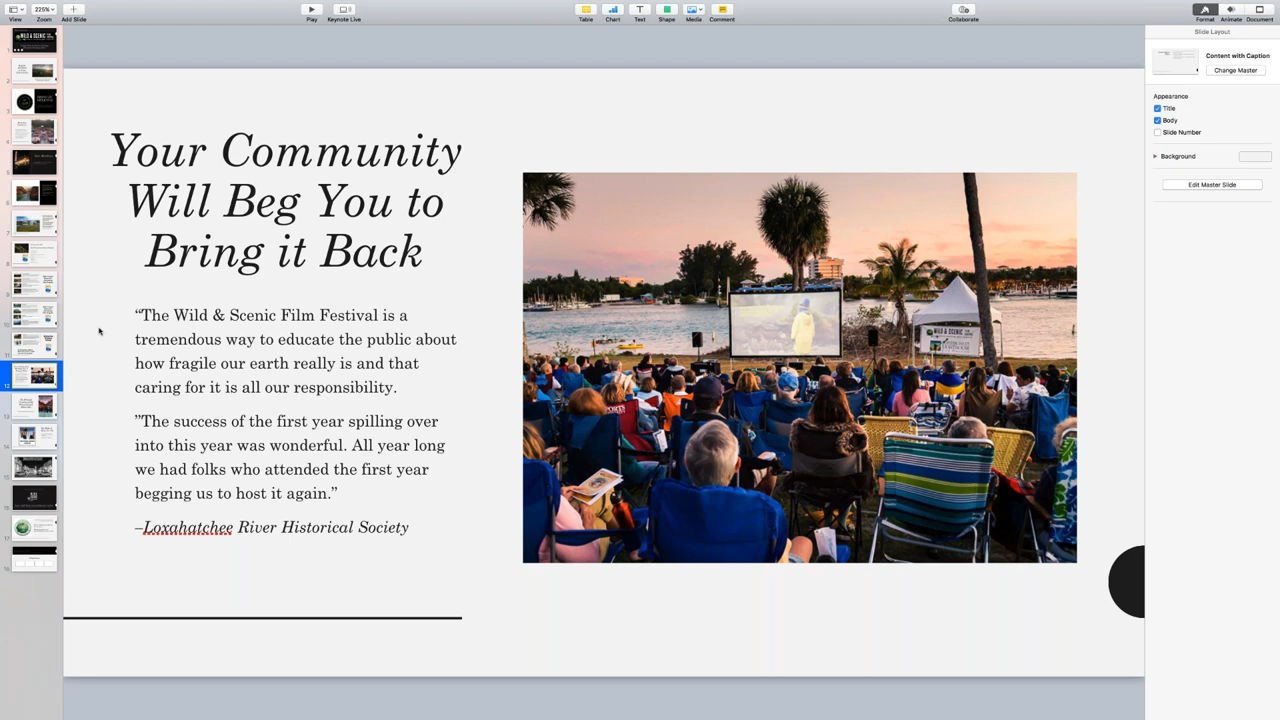 View
225%
Zoom
Add Slide
Play
Keynote Live
Table
Chart
Text
Shape
Media
Comment
Collaborate
Format
Animate
Document
Slide Layout
Content with Caption
Change Master
Appearance
Title
Body
Slide Number
Background
Edit Master Slide
Your Community
Will Beg You to
Bring it Back
“The Wild & Scenic Film Festival is a
tremendous way to educate the public about
how fragile our earth really is and that
caring for it is all our responsibility.
”The success of the first year spilling over
into this year was wonderful. All year long
we had folks who attended the first year
begging us to host it again.”
–Loxahatchee River Historical Society
WILD & SCENIC